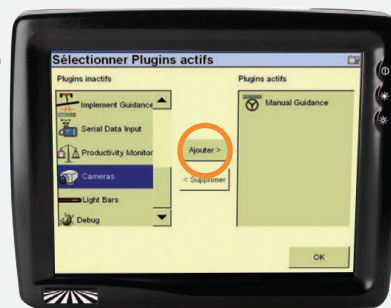 Sélectionner Plugins actifs
Plugins inactifs
Plugins actifs
Implement Guidance
Serial Data Input
Productivity Monitor
Cameras
Light Bars
Debug
Ajouter >
< Supprimer
Manual Guidance
OK